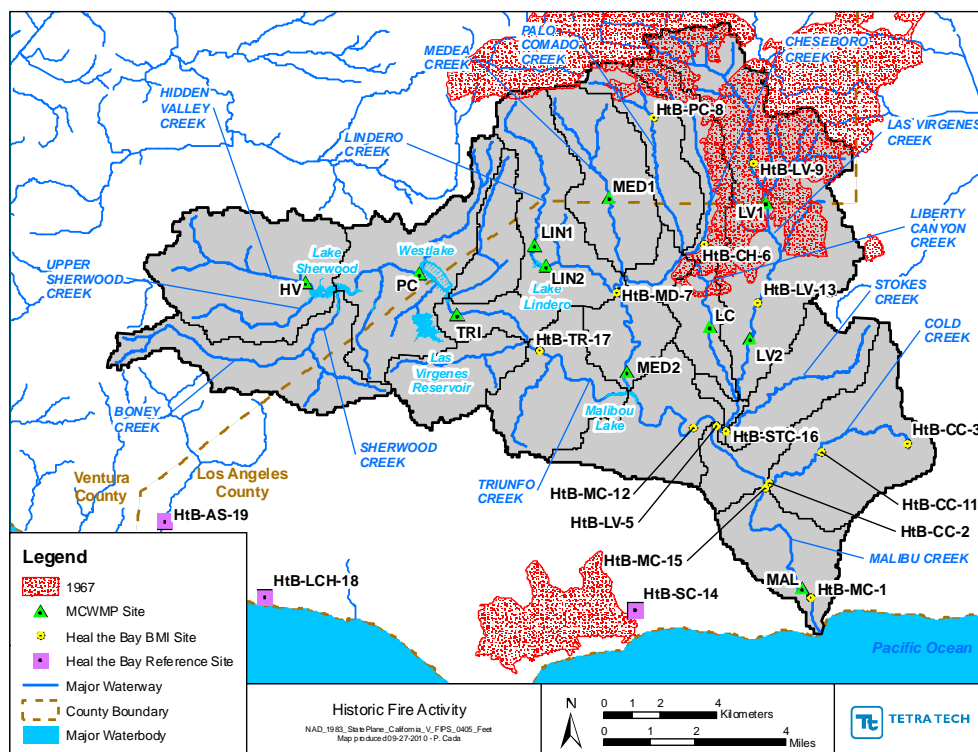 PALO
COMADO
CREEK
MEDEA
CREEK
CHESEBORO
CREEK
HIDDEN
VALLEY
CREEK
HtB-PC-8
LAS VIRGENES
CREEK
LINDERO
CREEK
HtB-LV-9
MED1
LV1
LIBERTY
CANYON
CREEK
LIN1
Westlake
Lake
Sherwood
HtB-CH-6
UPPER
SHERWOOD
CREEK
PC
LIN2
HV
Lake
Lindero
HtB-MD-7
HtB-LV-13
STOKES
CREEK
TRI
LC
COLD
CREEK
HtB-TR-17
LV2
Las
Virgenes
Reservoir
MED2
BONEY
CREEK
Malibou
Lake
HtB-CC-3
HtB-STC-16
SHERWOOD
CREEK
Ventura
County
Los Angeles
County
TRIUNFO
CREEK
HtB-MC-12
HtB-CC-11
HtB-AS-19
HtB-LV-5
HtB-CC-2
HtB-MC-15
MALIBU CREEK
MAL
HtB-MC-1
HtB-LCH-18
HtB-SC-14
Pacific Ocean
Legend
1967
MCWMP Site
Heal the Bay BMI Site
Heal the Bay Reference Site
Major Waterway
County Boundary
Major Waterbody
Historic Fire Activity
NAD_1983_StatePlane_California_V_FIPS_0405_Feet
Map produced 09-27-2010 - P. Cada
N
0 2 4
Kilometers
0 2 4
Miles
Tt TETRA TECH